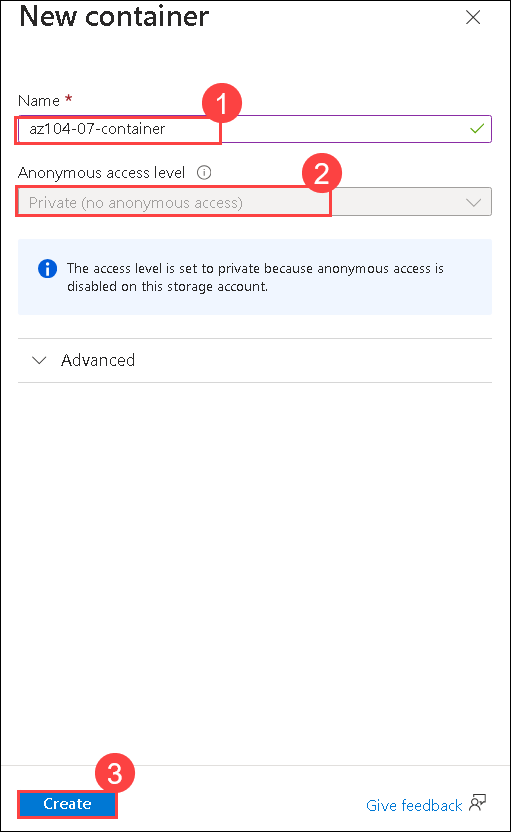 New container
Name *
1
az104-07-container
Anonymous access level
2
Private (no anonymous access)
The access level is set to private because anonymous access is
disabled on this storage account.
Advanced
3
Create
Give feedback